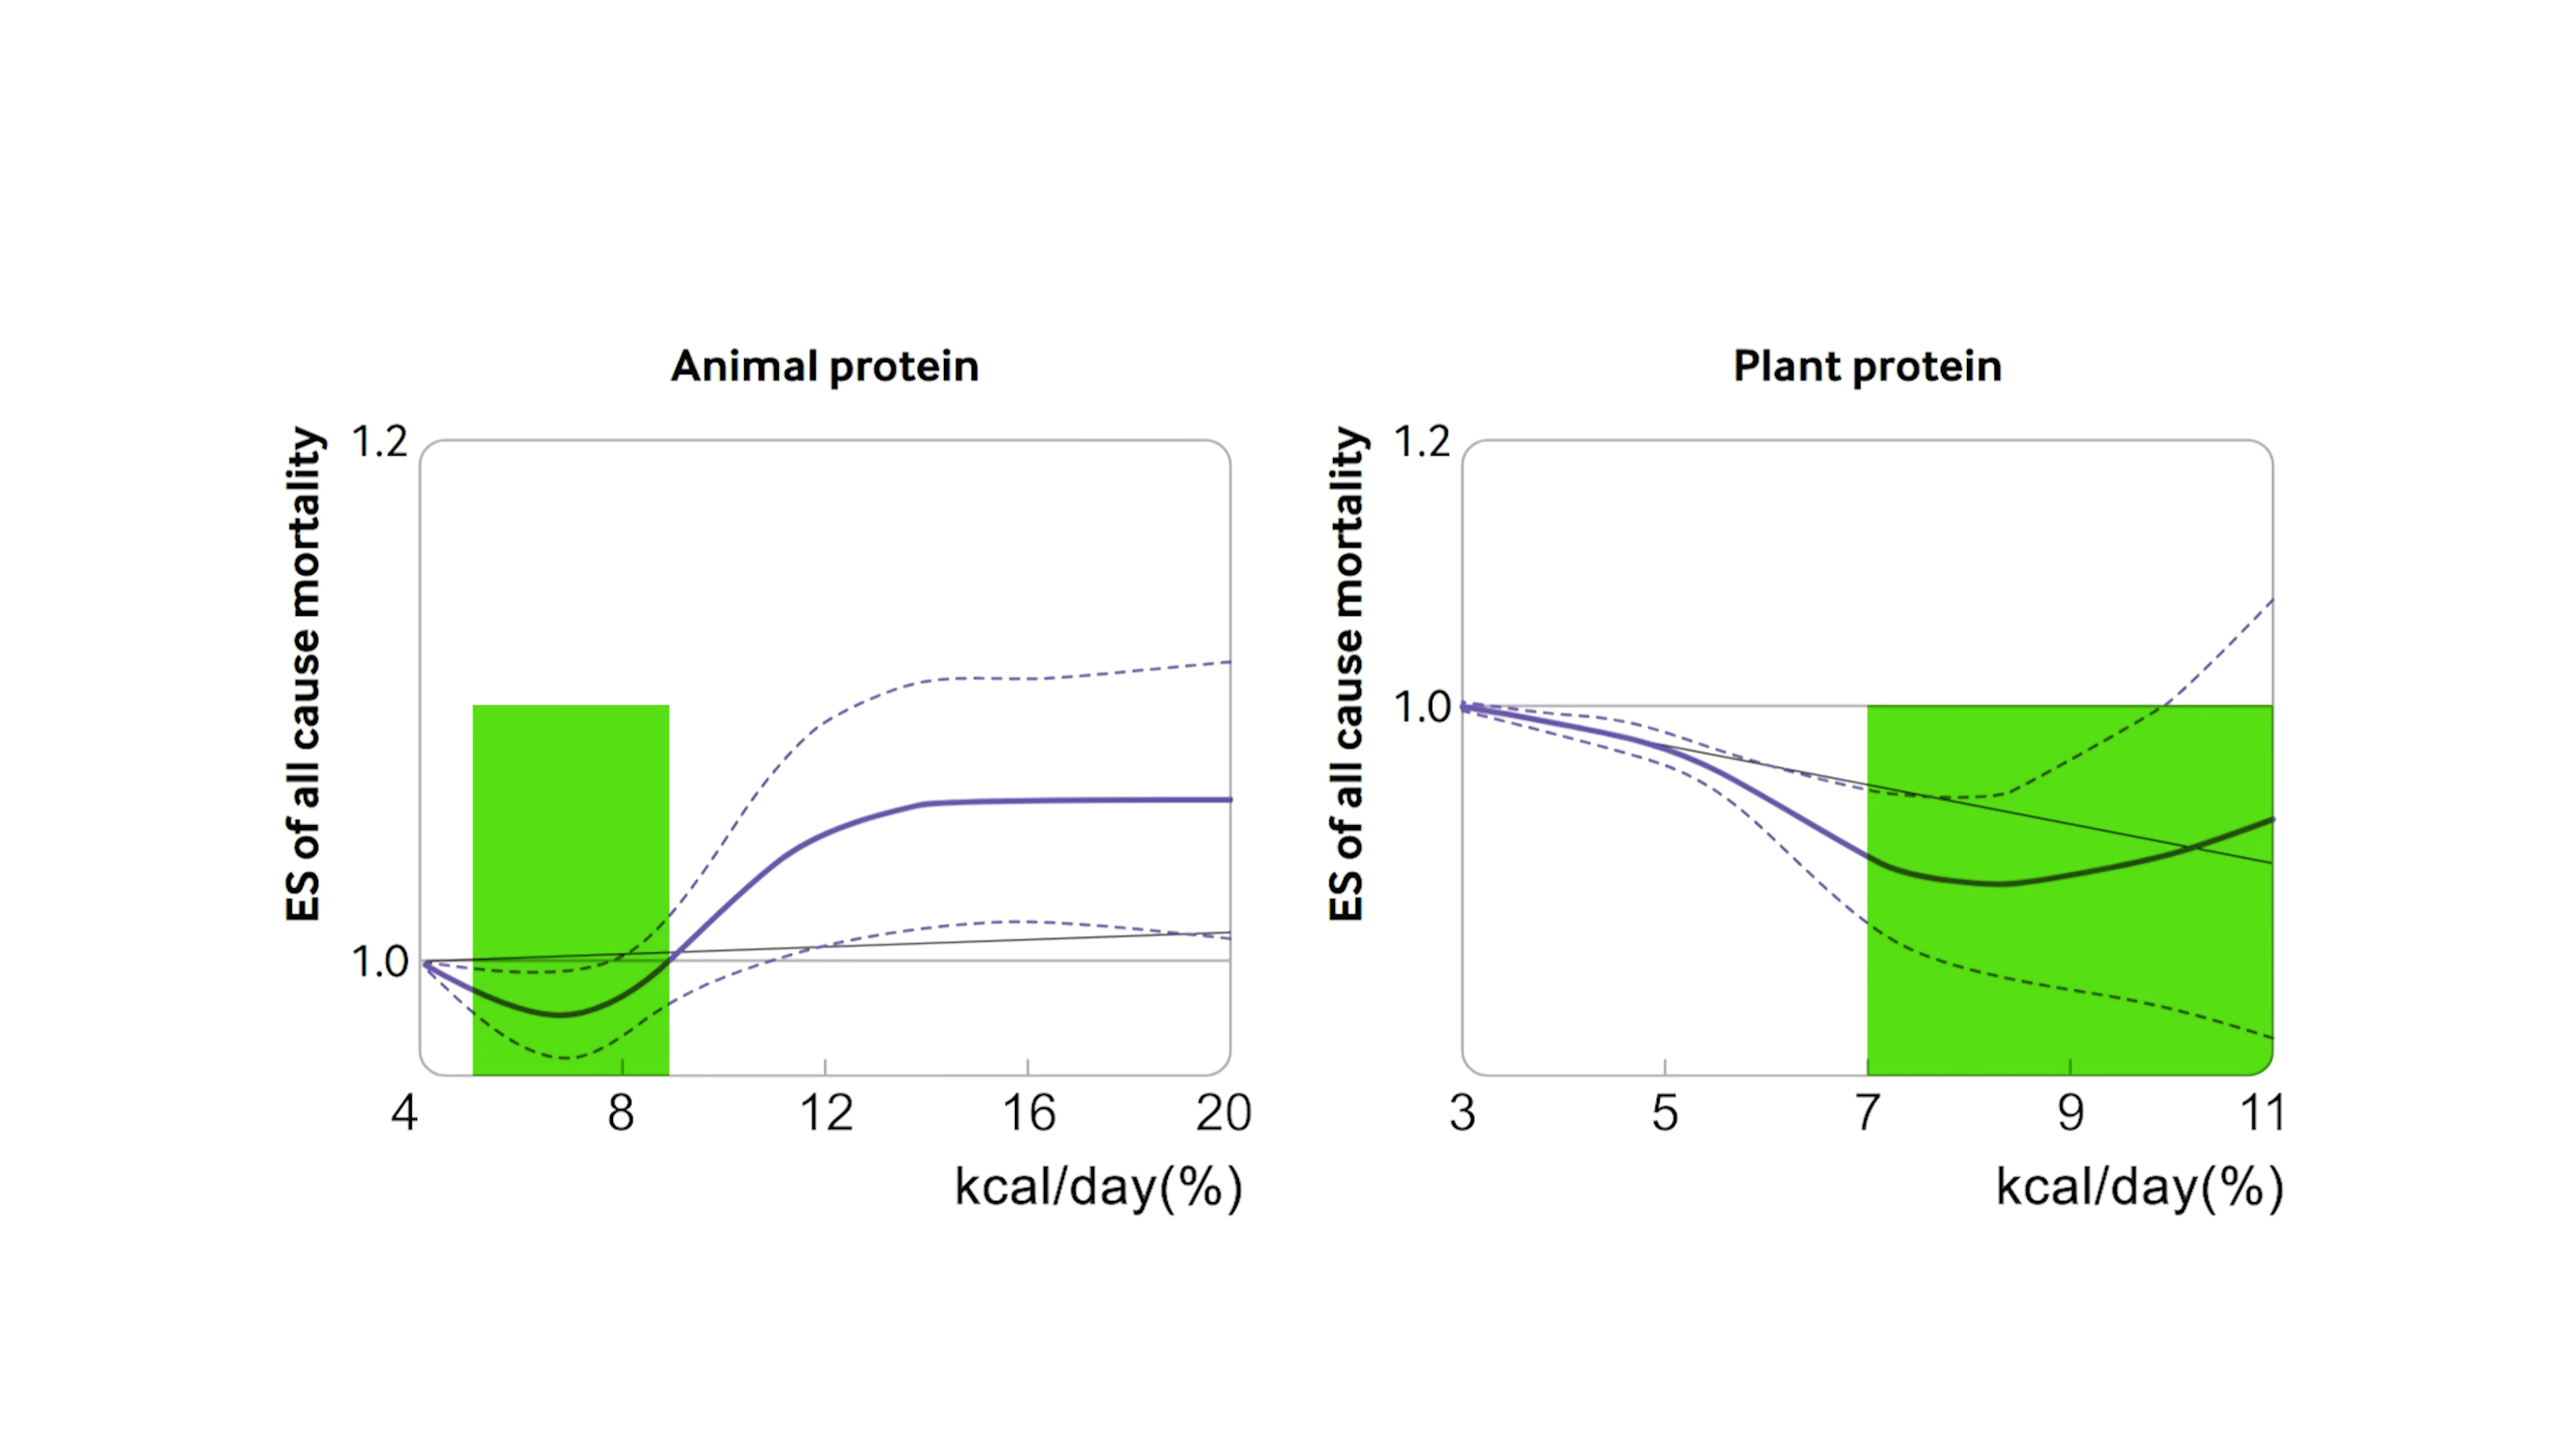 Animal protein
ES of all cause mortality
1.2
1.0
4 8 12 16 20
kcal/day(%)
Plant protein
ES of all cause mortality
1.2
1.0
3 5 7 9 11
kcal/day(%)